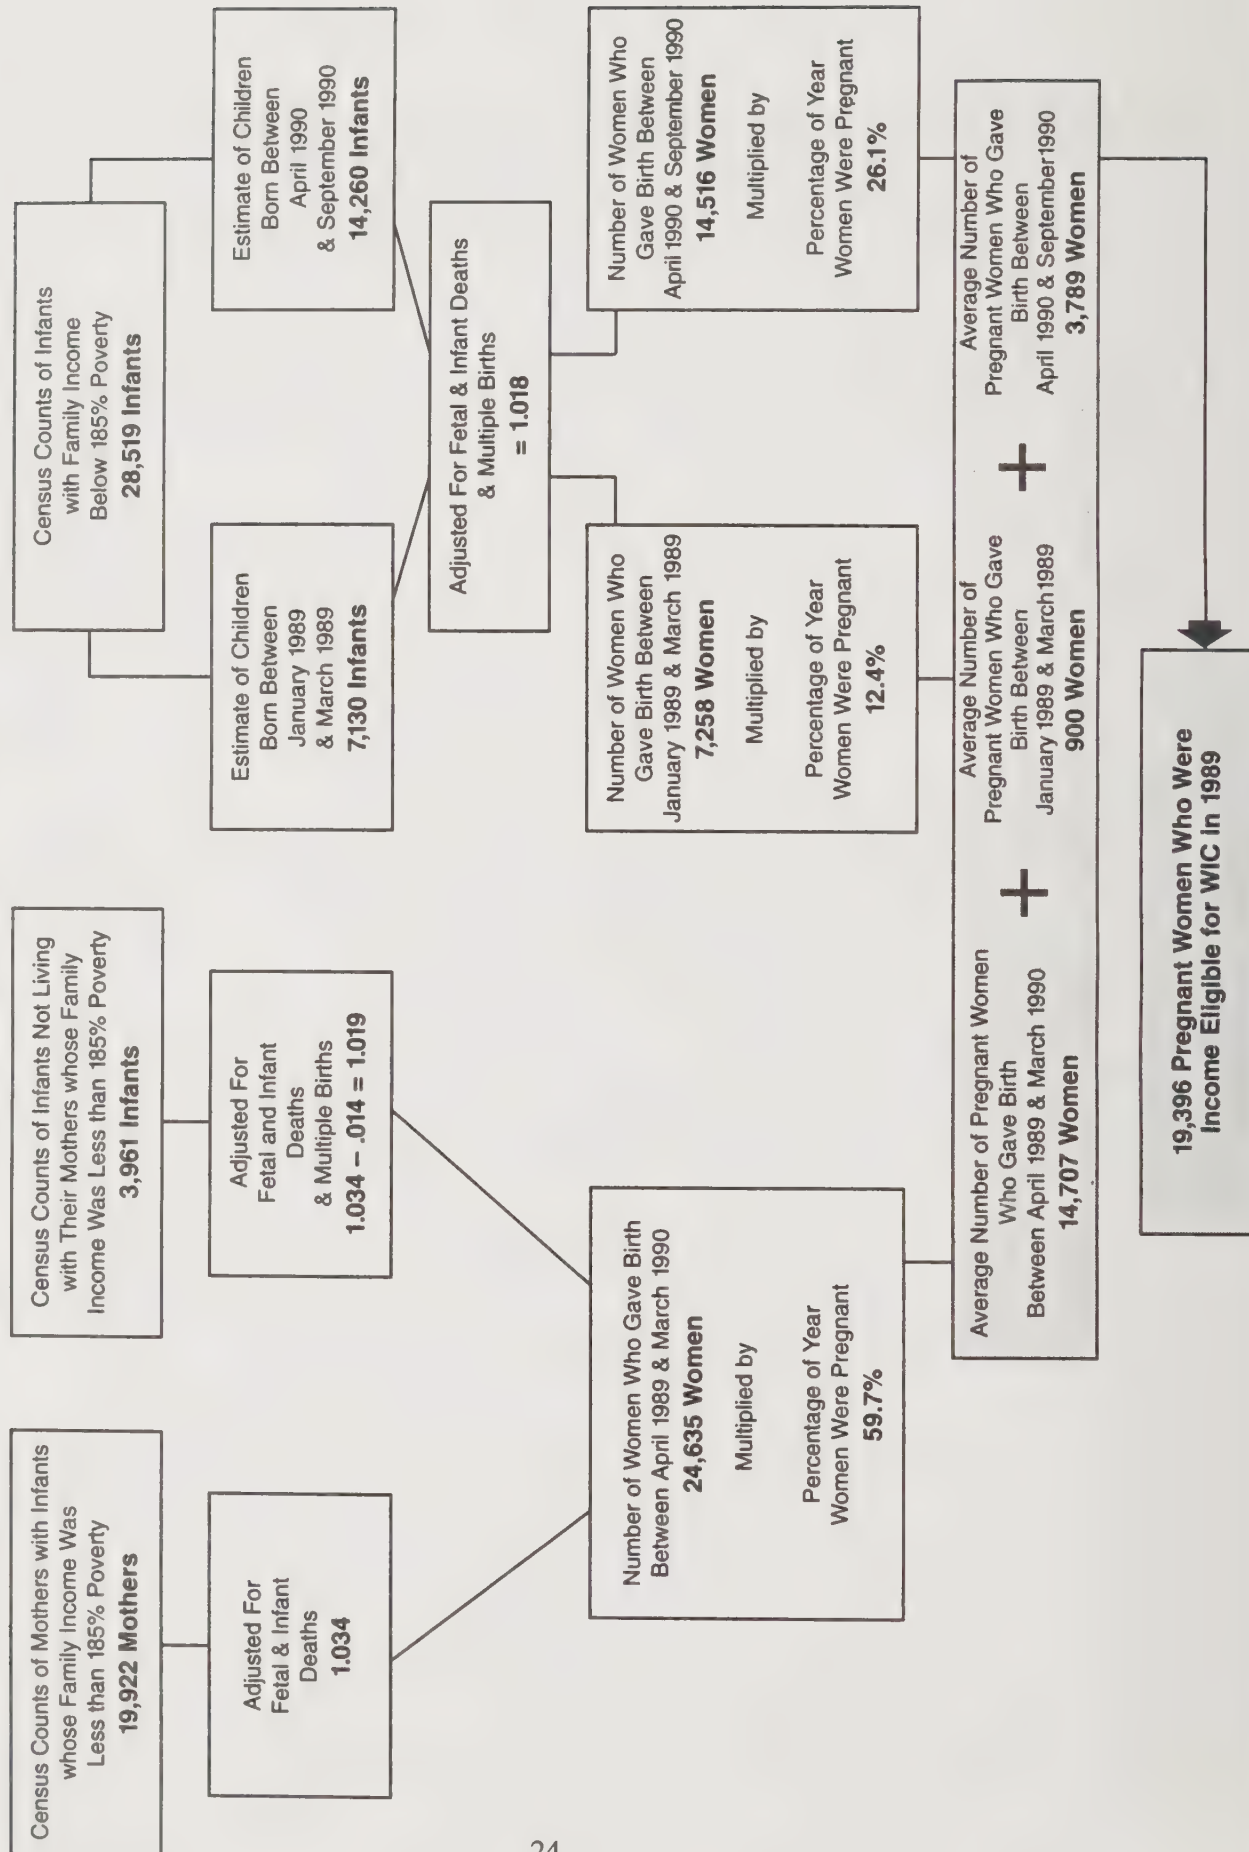 Census Counts of Mothers with Infants
whose Family Income Was
Less than 185% Poverty
19,922 Mothers
Census Counts of Infants Not Living
with Their Mothers whose Family
Income Was Less than 185% Poverty
3,961 Infants
Census Counts of Infants
with Family Income
Below 185% Poverty
28,519 Infants
Adjusted For
Fetal & Infant
Deaths
1.034
Adjusted For
Fetal and Infant
Deaths
& Multiple Births
1.034 – .014 = 1.019
Estimate of Children
Born Between
January 1989
& March 1989
7,130 Infants
Estimate of Children
Born Between
April 1990
& September 1990
14,260 Infants
Adjusted For Fetal & Infant Deaths
& Multiple Births
= 1.018
Number of Women Who Gave Birth
Between April 1989 & March 1990
24,635 Women
Multiplied by
Percentage of Year
Women Were Pregnant
59.7%
Number of Women Who
Gave Birth Between
January 1989 & March 1989
7,258 Women
Multiplied by
Percentage of Year
Women Were Pregnant
12.4%
Number of Women Who
Gave Birth Between
April 1990 & September 1990
14,516 Women
Multiplied by
Percentage of Year
Women Were Pregnant
26.1%
Average Number of Pregnant Women
Who Gave Birth
Between April 1989 & March 1990
14,707 Women
+
Average Number of
Pregnant Women Who Gave
Birth Between
January 1989 & March1989
900 Women
+
Average Number of
Pregnant Women Who Gave
Birth Between
April 1990 & September1990
3,789 Women
19,396 Pregnant Women Who Were
Income Eligible for WIC in 1989
24